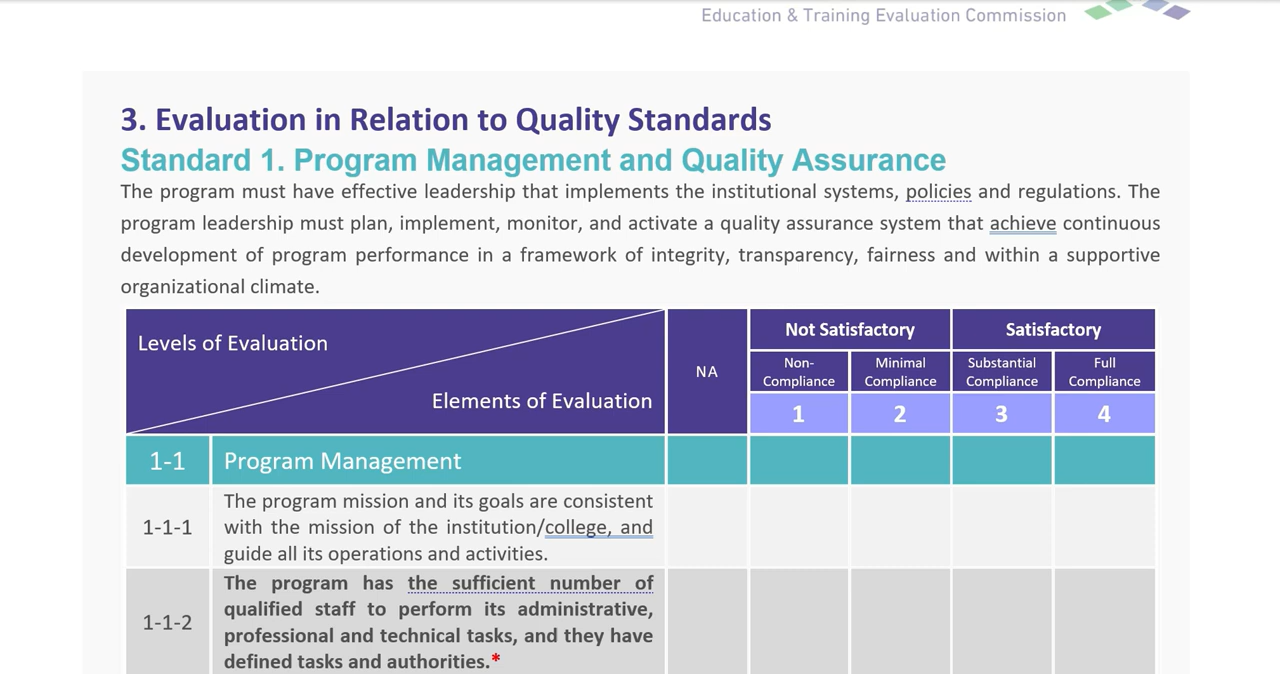 Education & Training Evaluation Commission
3. Evaluation in Relation to Quality Standards
Standard 1. Program Management and Quality Assurance
The program must have effective leadership that implements the institutional systems, policies and regulations. The
program leadership must plan, implement, monitor, and activate a quality assurance system that achieve continuous
development of program performance in a framework of integrity, transparency, fairness and within a supportive
organizational climate.
Levels of Evaluation
Elements of Evaluation
NA
Not Satisfactory
Satisfactory
Non-
Compliance
Minimal
Compliance
Substantial
Compliance
Full
Compliance
1
2
3
4
1-1
Program Management
1-1-1
The program mission and its goals are consistent
with the mission of the institution/college, and
guide all its operations and activities.
1-1-2
The program has the sufficient number of
qualified staff to perform its administrative,
professional and technical tasks, and they have
defined tasks and authorities.*